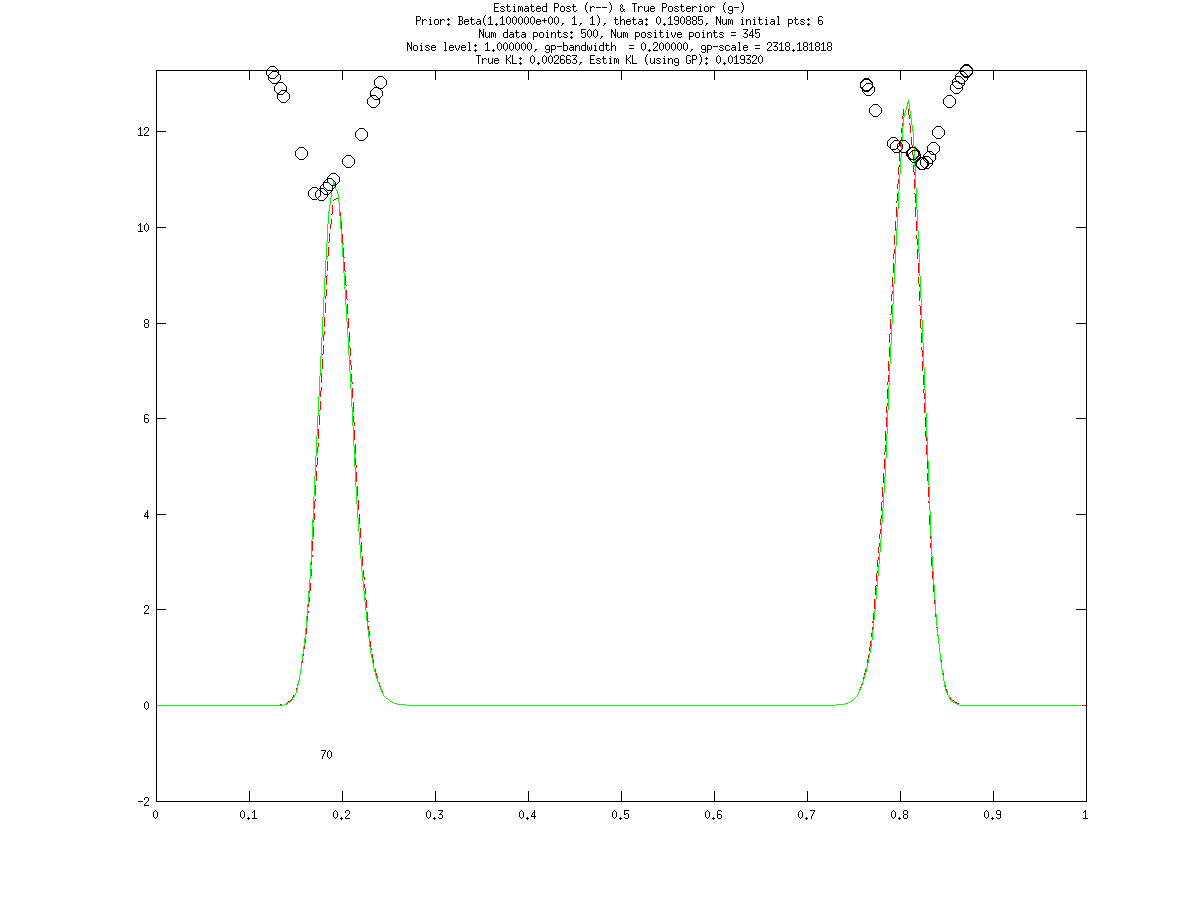 Estimated Post (r--) & True Posterior (g-)
Prior: Beta(1.100000e+00, 1, 1), theta: 0.190885, Num initial pts: 6
Num data points: 500, Num positive points = 345
Noise level: 1.000000, gp-bandwidth  = 0.200000, gp-scale = 2318.181818
True KL: 0.002663, Estim KL (using GP): 0.019320
12
10
8
6
4
2
0
70
-2
0 0.1 0.2 0.3 0.4 0.5 0.6 0.7 0.8 0.9 1